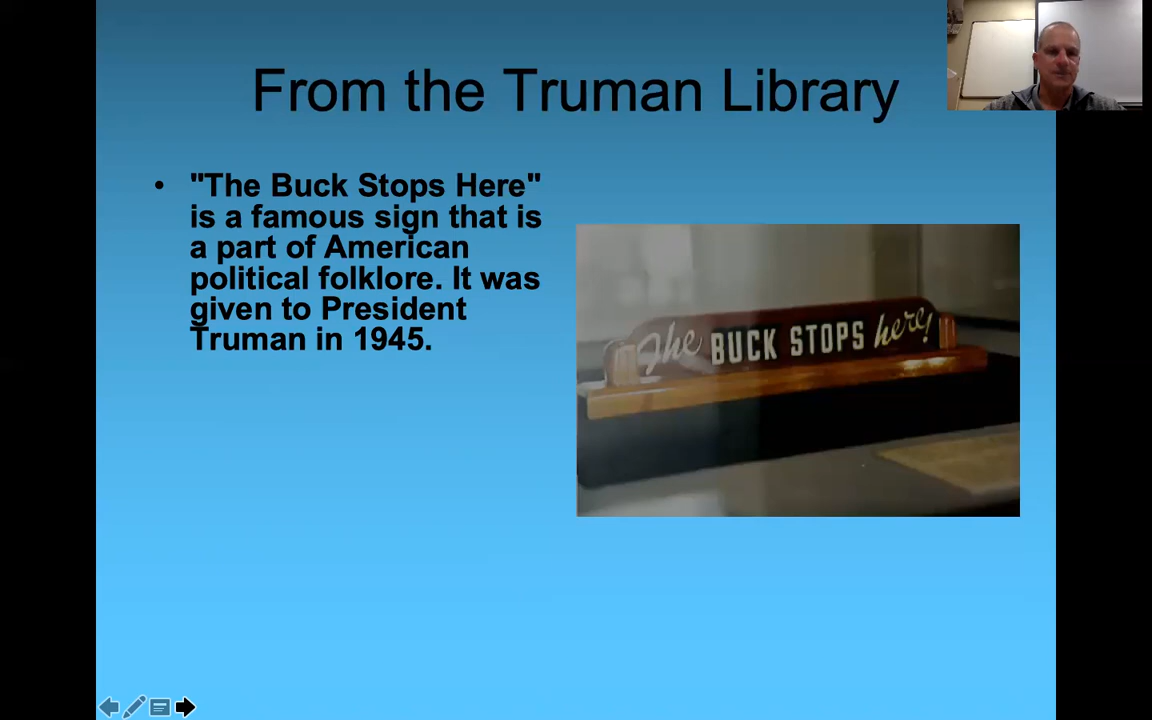 From the Truman Library
• "The Buck Stops Here"
is a famous sign that is
a part of American
political folklore. It was
given to President
Truman in 1945.
The BUCK STOPS here!